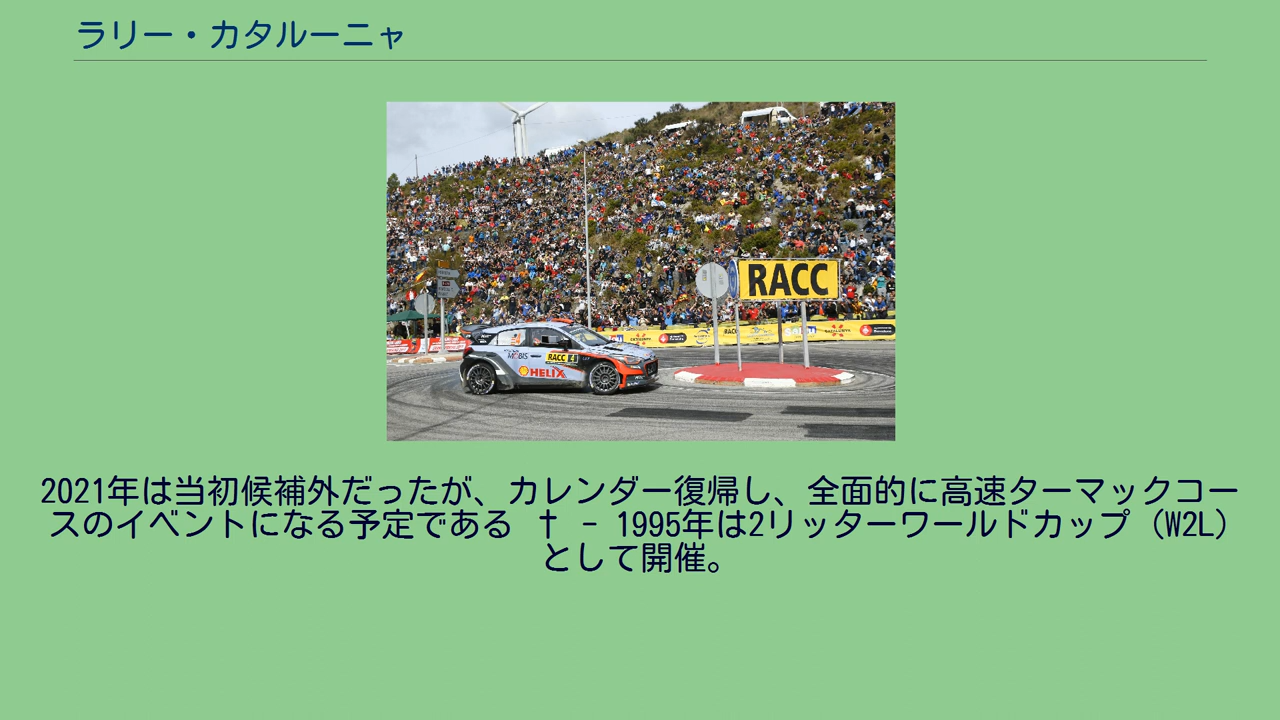 ラリー・カタルーニャ
RACC
RACC 4
MOBIS
HELIX
2021年は当初候補外だったが、カレンダー復帰し、全面的に高速ターマックコー
スのイベントになる予定である † - 1995年は2リッターワールドカップ（W2L）
として開催。